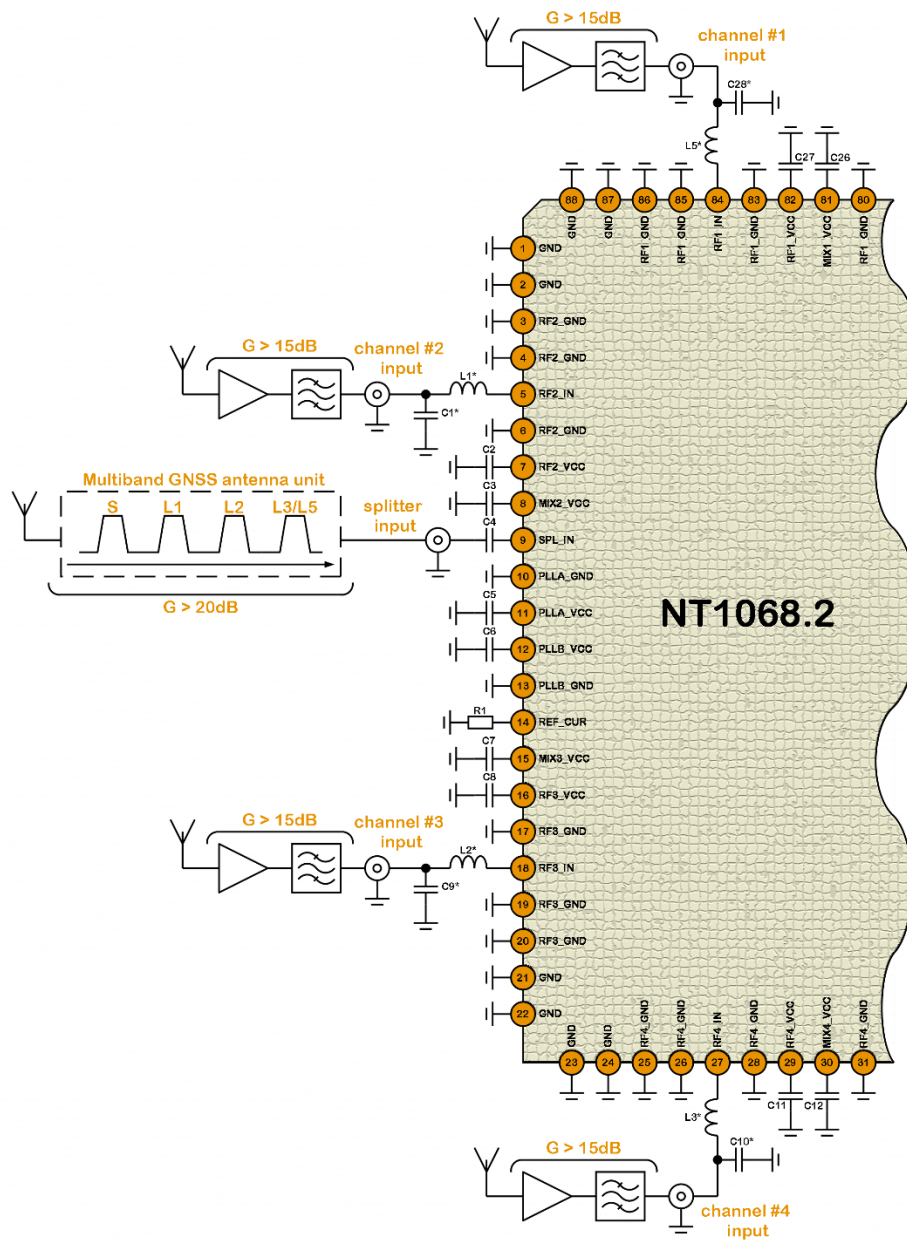 G > 15dB
channel #1
input
C28*
L5*
C27
C26
88
87
86
85
84
83
82
81
80
GND
GND
RF1_GND
RF1_GND
RF1_IN
RF1_GND
RF1_VCC
MIX1_VCC
RF1_GND
1 GND
2 GND
3 RF2_GND
4 RF2_GND
G > 15dB
channel #2
input
L1*
C1*
5 RF2_IN
6 RF2_GND
C2
7 RF2_VCC
C3
8 MIX2_VCC
Multiband GNSS antenna unit
S L1 L2 L3/L5
splitter
input
C4
9 SPL_IN
G > 20dB
10 PLLA_GND
C5
11 PLLA_VCC
C6
12 PLLB_VCC
13 PLLB_GND
NT1068.2
R1
14 REF_CUR
C7
15 MIX3_VCC
C8
16 RF3_VCC
17 RF3_GND
G > 15dB
channel #3
input
L2*
C9*
18 RF3_IN
19 RF3_GND
20 RF3_GND
21 GND
22 GND
GND
GND
RF4_GND
RF4_GND
RF4_IN
RF4_GND
RF4_VCC
MIX4_VCC
RF4_GND
23
24
25
26
27
28
29
30
31
C11
C12
L3*
C10*
G > 15dB
channel #4
input